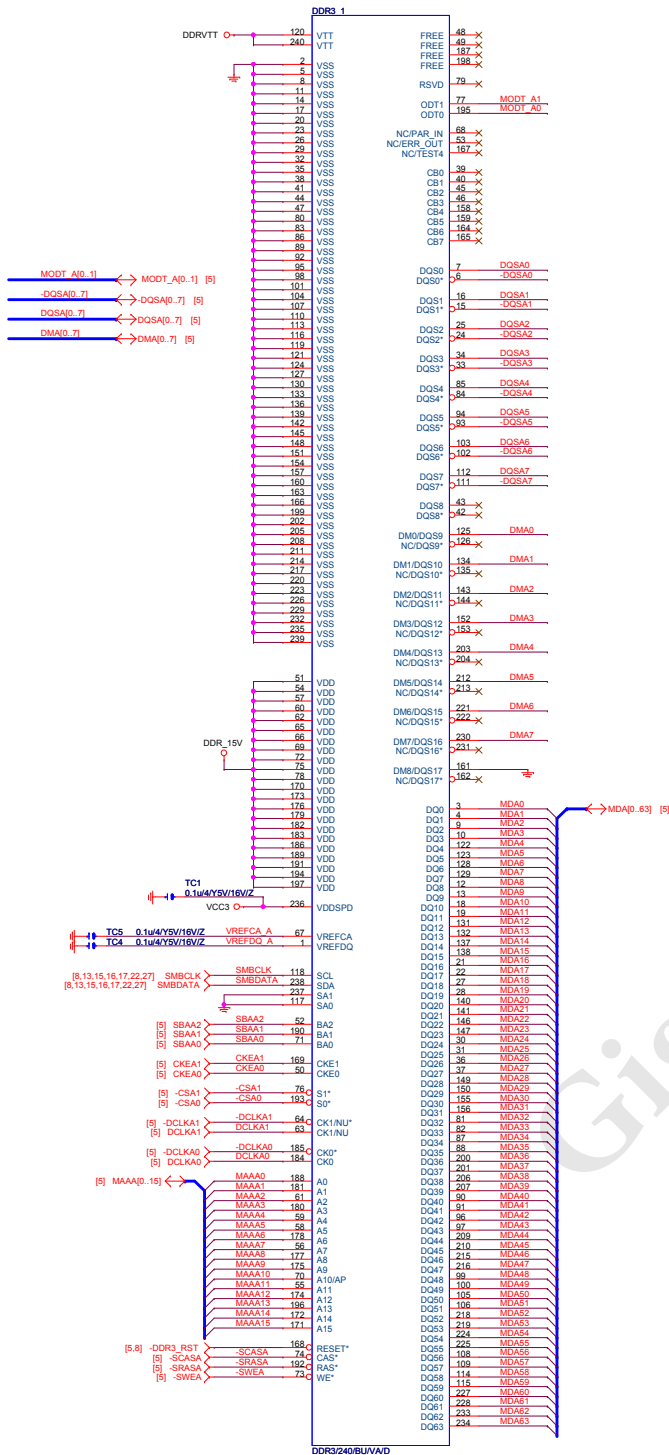 DDR3_1
DDRVTT
120 VTT
240 VTT
2 VSS
5 VSS
8 VSS
11 VSS
14 VSS
17 VSS
20 VSS
23 VSS
26 VSS
29 VSS
32 VSS
35 VSS
38 VSS
41 VSS
44 VSS
47 VSS
80 VSS
83 VSS
86 VSS
89 VSS
92 VSS
95 VSS
98 VSS
101 VSS
104 VSS
107 VSS
110 VSS
113 VSS
116 VSS
119 VSS
121 VSS
124 VSS
127 VSS
130 VSS
133 VSS
136 VSS
139 VSS
142 VSS
145 VSS
148 VSS
151 VSS
154 VSS
157 VSS
160 VSS
163 VSS
166 VSS
199 VSS
202 VSS
205 VSS
208 VSS
211 VSS
214 VSS
217 VSS
220 VSS
223 VSS
226 VSS
229 VSS
232 VSS
235 VSS
239 VSS
MODT_A[0..1] MODT_A[0..1] [5]
-DQSA[0..7] -DQSA[0..7] [5]
DQSA[0..7] DQSA[0..7] [5]
DMA[0..7] DMA[0..7] [5]
DDR_15V
51 VDD
54 VDD
57 VDD
60 VDD
62 VDD
65 VDD
66 VDD
69 VDD
72 VDD
75 VDD
78 VDD
170 VDD
173 VDD
176 VDD
179 VDD
182 VDD
183 VDD
186 VDD
189 VDD
191 VDD
194 VDD
197 VDD
TC1
0.1u/4/Y5V/16V/Z
VCC3 236 VDDSPD
TC5 0.1u/4/Y5V/16V/Z VREFCA_A 67 VREFCA
TC4 0.1u/4/Y5V/16V/Z VREFDQ_A 1 VREFDQ
[8,13,15,16,17,22,27] SMBCLK SMBCLK 118 SCL
[8,13,15,16,17,22,27] SMBDATA SMBDATA 238 SDA
237 SA1
117 SA0
[5] SBAA2 SBAA2 52 BA2
[5] SBAA1 SBAA1 190 BA1
[5] SBAA0 SBAA0 71 BA0
[5] CKEA1 CKEA1 169 CKE1
[5] CKEA0 CKEA0 50 CKE0
[5] -CSA1 -CSA1 76 S1*
[5] -CSA0 -CSA0 193 S0*
[5] -DCLKA1 -DCLKA1 64 CK1/NU*
[5] DCLKA1 DCLKA1 63 CK1/NU
[5] -DCLKA0 -DCLKA0 185 CK0*
[5] DCLKA0 DCLKA0 184 CK0
[5] MAAA[0..15]
MAAA0 188 A0
MAAA1 181 A1
MAAA2 61 A2
MAAA3 180 A3
MAAA4 59 A4
MAAA5 58 A5
MAAA6 178 A6
MAAA7 56 A7
MAAA8 177 A8
MAAA9 175 A9
MAAA10 70 A10/AP
MAAA11 55 A11
MAAA12 174 A12
MAAA13 196 A13
MAAA14 172 A14
MAAA15 171 A15
[5,8] -DDR3_RST 168 RESET*
[5] -SCASA -SCASA 74 CAS*
[5] -SRASA -SRASA 192 RAS*
[5] -SWEA -SWEA 73 WE*
FREE 48
FREE 49
FREE 187
FREE 198
RSVD 79
ODT1 77 MODT_A1
ODT0 195 MODT_A0
NC/PAR_IN 68
NC/ERR_OUT 53
NC/TEST4 167
CB0 39
CB1 40
CB2 45
CB3 46
CB4 158
CB5 159
CB6 164
CB7 165
DQS0 7 DQSA0
DQS0* 6 -DQSA0
DQS1 16 DQSA1
DQS1* 15 -DQSA1
DQS2 25 DQSA2
DQS2* 24 -DQSA2
DQS3 34 DQSA3
DQS3* 33 -DQSA3
DQS4 85 DQSA4
DQS4* 84 -DQSA4
DQS5 94 DQSA5
DQS5* 93 -DQSA5
DQS6 103 DQSA6
DQS6* 102 -DQSA6
DQS7 112 DQSA7
DQS7* 111 -DQSA7
DQS8 43
DQS8* 42
DM0/DQS9 125 DMA0
NC/DQS9* 126
DM1/DQS10 134 DMA1
NC/DQS10* 135
DM2/DQS11 143 DMA2
NC/DQS11* 144
DM3/DQS12 152 DMA3
NC/DQS12* 153
DM4/DQS13 203 DMA4
NC/DQS13* 204
DM5/DQS14 212 DMA5
NC/DQS14* 213
DM6/DQS15 221 DMA6
NC/DQS15* 222
DM7/DQS16 230 DMA7
NC/DQS16* 231
DM8/DQS17 161
NC/DQS17* 162
DQ0 3 MDA0 MDA[0..63] [5]
DQ1 4 MDA1
DQ2 9 MDA2
DQ3 10 MDA3
DQ4 122 MDA4
DQ5 123 MDA5
DQ6 128 MDA6
DQ7 129 MDA7
DQ8 12 MDA8
DQ9 13 MDA9
DQ10 18 MDA10
DQ11 19 MDA11
DQ12 131 MDA12
DQ13 132 MDA13
DQ14 137 MDA14
DQ15 138 MDA15
DQ16 21 MDA16
DQ17 22 MDA17
DQ18 27 MDA18
DQ19 28 MDA19
DQ20 140 MDA20
DQ21 141 MDA21
DQ22 146 MDA22
DQ23 147 MDA23
DQ24 30 MDA24
DQ25 31 MDA25
DQ26 36 MDA26
DQ27 37 MDA27
DQ28 149 MDA28
DQ29 150 MDA29
DQ30 155 MDA30
DQ31 156 MDA31
DQ32 81 MDA32
DQ33 82 MDA33
DQ34 87 MDA34
DQ35 88 MDA35
DQ36 200 MDA36
DQ37 201 MDA37
DQ38 206 MDA38
DQ39 207 MDA39
DQ40 90 MDA40
DQ41 91 MDA41
DQ42 96 MDA42
DQ43 97 MDA43
DQ44 209 MDA44
DQ45 210 MDA45
DQ46 215 MDA46
DQ47 216 MDA47
DQ48 99 MDA48
DQ49 100 MDA49
DQ50 105 MDA50
DQ51 106 MDA51
DQ52 218 MDA52
DQ53 219 MDA53
DQ54 224 MDA54
DQ55 225 MDA55
DQ56 108 MDA56
DQ57 109 MDA57
DQ58 114 MDA58
DQ59 115 MDA59
DQ60 227 MDA60
DQ61 228 MDA61
DQ62 233 MDA62
DQ63 234 MDA63
DDR3/240/BU/VA/D